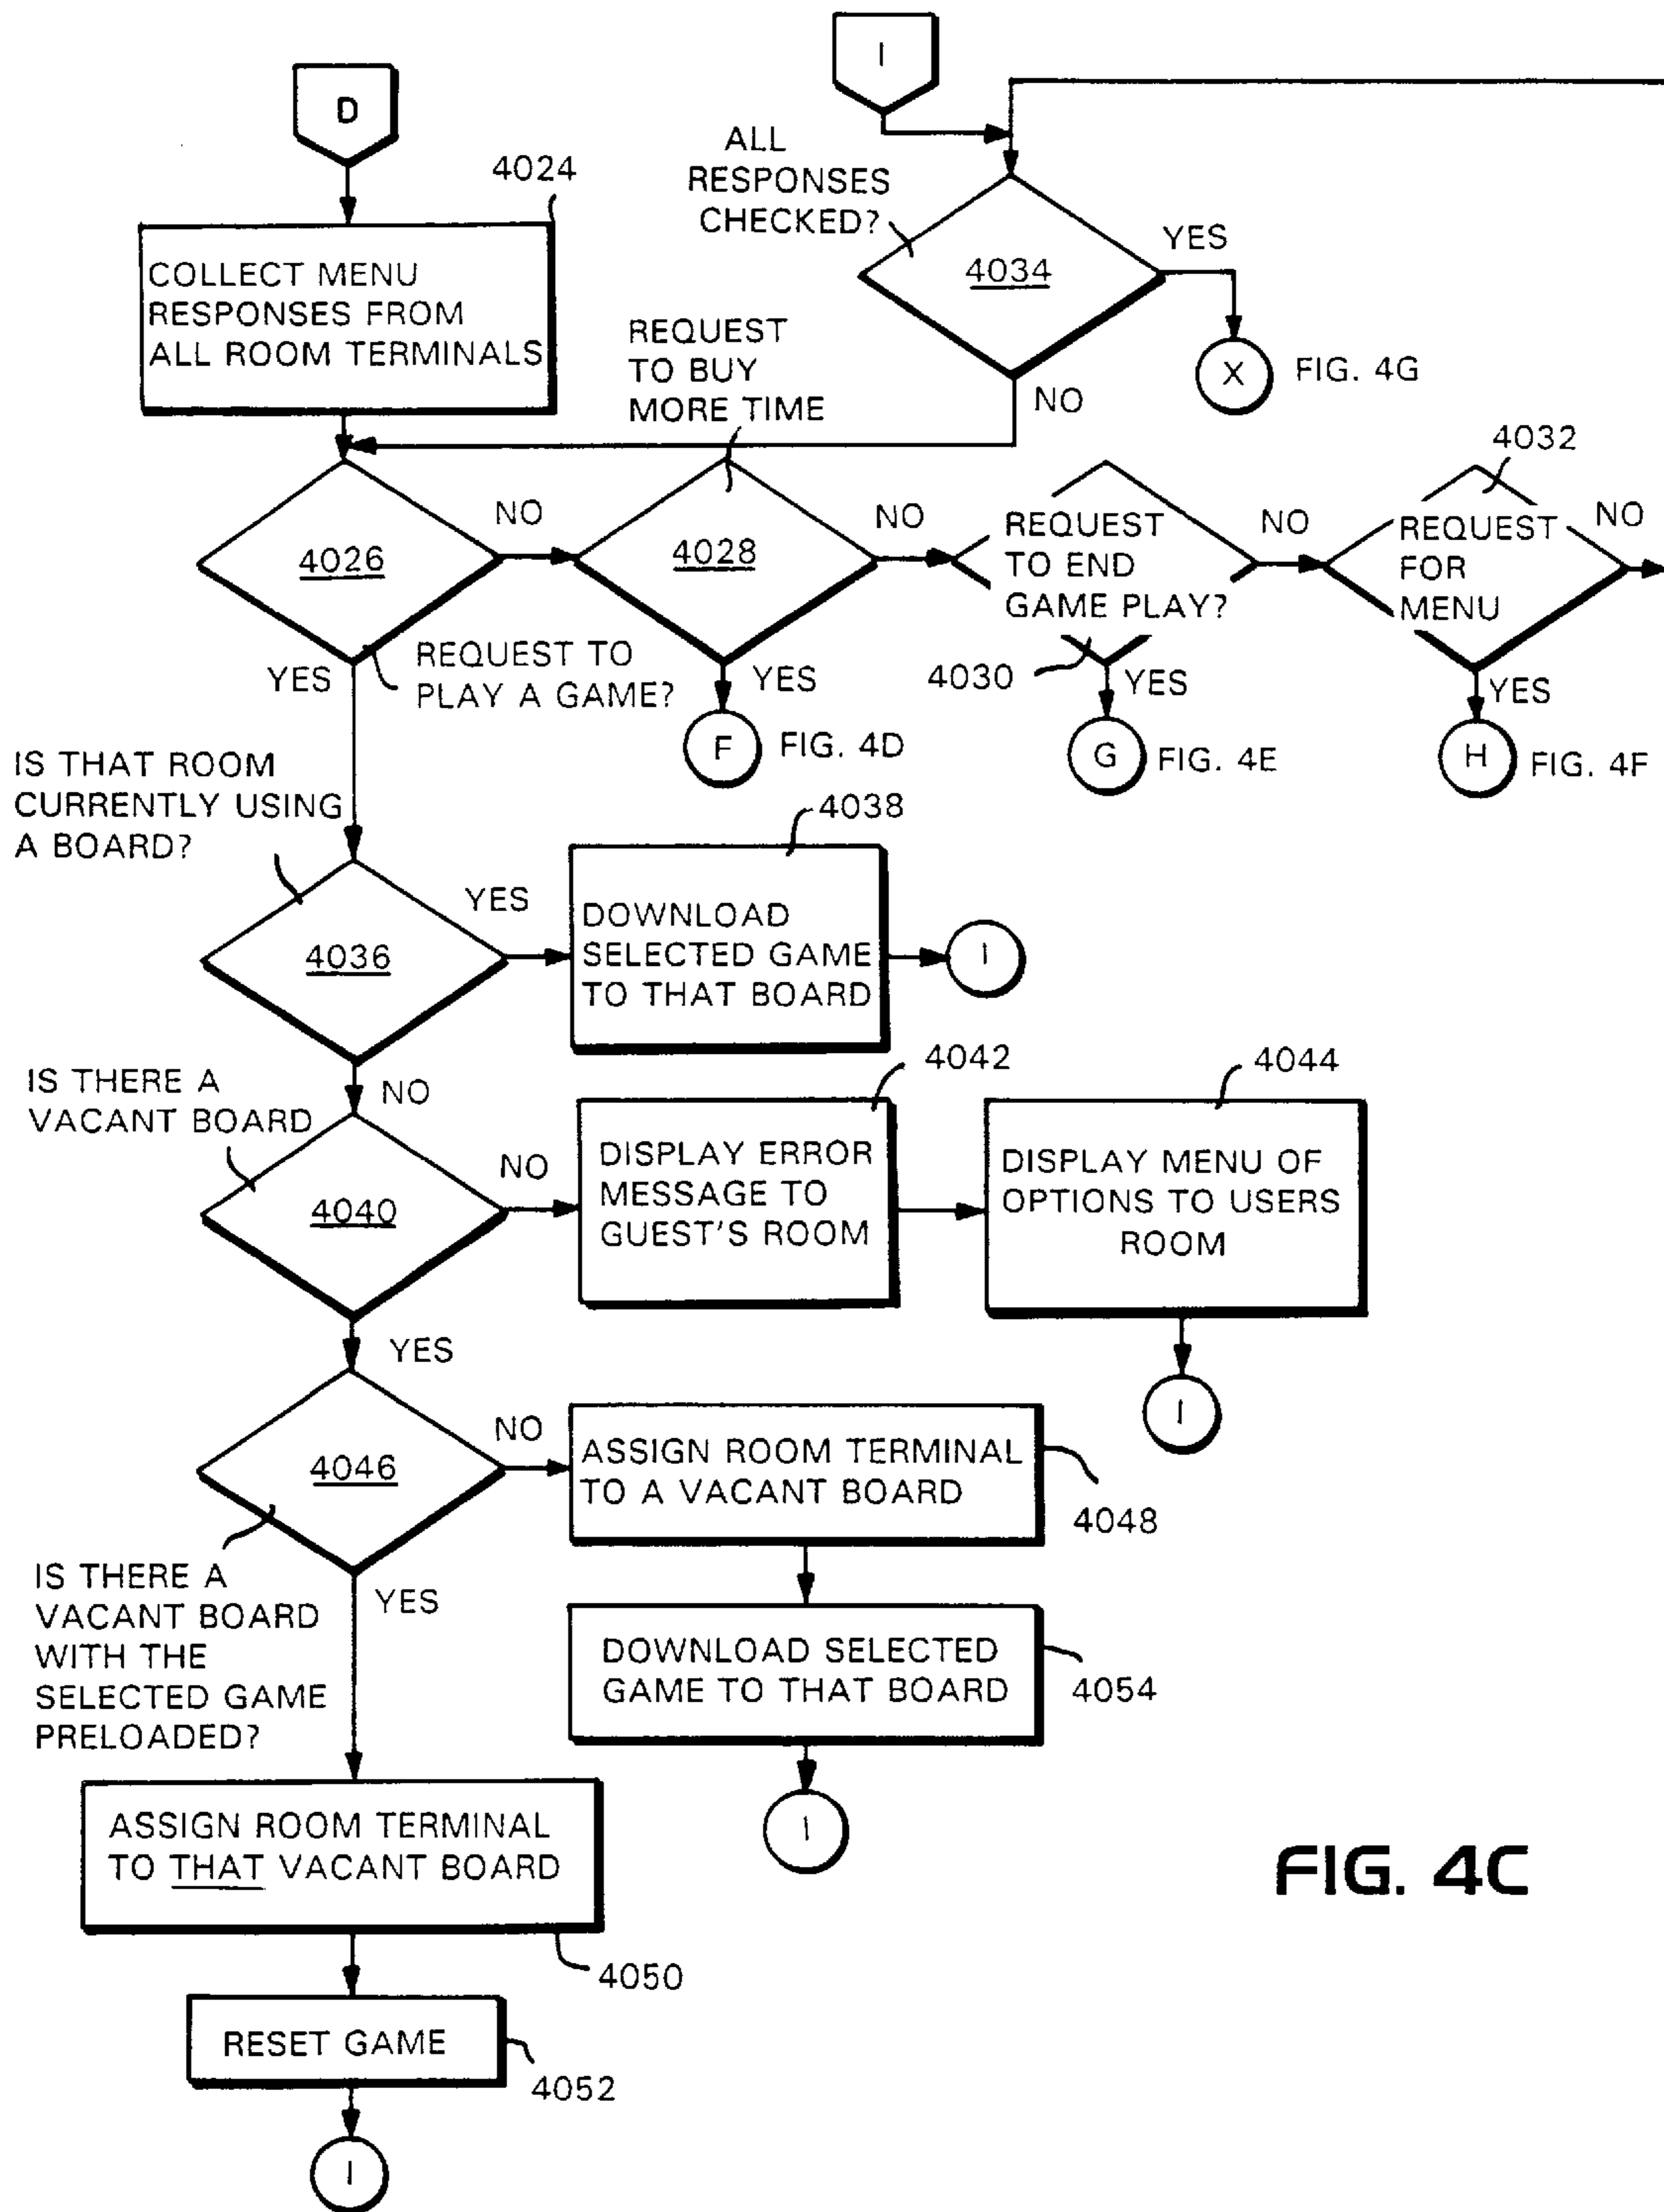 I
D
4024
ALL
RESPONSES
CHECKED?
4034
YES
COLLECT MENU
RESPONSES FROM
ALL ROOM TERMINALS
REQUEST
TO BUY
MORE TIME
X
FIG. 4G
NO
4032
4026
NO
4028
NO
REQUEST
TO END
GAME PLAY?
NO
REQUEST
FOR
MENU
NO
YES
REQUEST TO
PLAY A GAME?
YES
4030
YES
YES
F
FIG. 4D
G
FIG. 4E
H
FIG. 4F
IS THAT ROOM
CURRENTLY USING
A BOARD?
4038
4036
YES
DOWNLOAD
SELECTED GAME
TO THAT BOARD
I
IS THERE A
VACANT BOARD
NO
4042
4044
4040
NO
DISPLAY ERROR
MESSAGE TO
GUEST'S ROOM
DISPLAY MENU OF
OPTIONS TO USERS
ROOM
YES
I
4046
NO
ASSIGN ROOM TERMINAL
TO A VACANT BOARD
4048
IS THERE A
VACANT BOARD
WITH THE
SELECTED GAME
PRELOADED?
YES
DOWNLOAD SELECTED
GAME TO THAT BOARD
4054
I
ASSIGN ROOM TERMINAL
TO THAT VACANT BOARD
4050
FIG. 4C
RESET GAME
4052
I